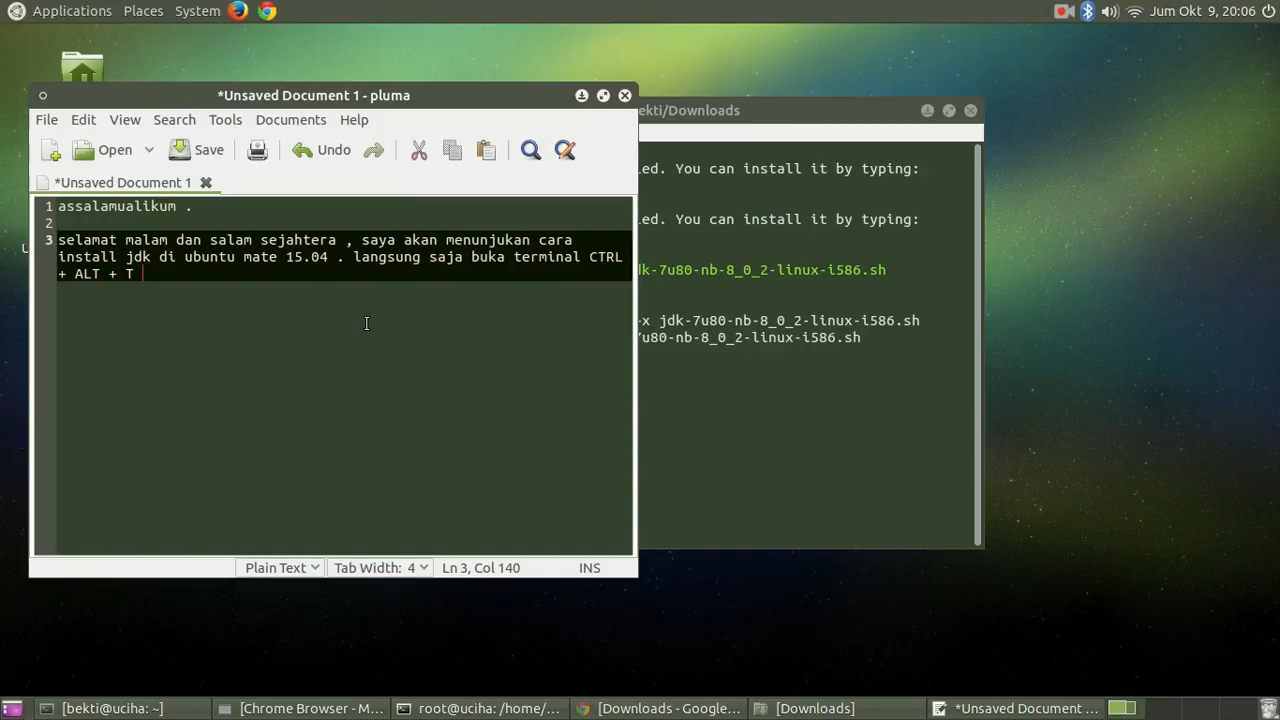 Applications Places System Jum Okt 9, 20:06
*Unsaved Document 1 - pluma
File Edit View Search Tools Documents Help
Open Save Undo
*Unsaved Document 1
1 assalamualikum .
2
3 selamat malam dan salam sejahtera , saya akan menunjukan cara
install jdk di ubuntu mate 15.04 . langsung saja buka terminal CTRL
+ ALT + T
Plain Text Tab Width: 4 Ln 3, Col 140 INS
ekti/Downloads
led. You can install it by typing:
led. You can install it by typing:
dk-7u80-nb-8_0_2-linux-i586.sh
-x jdk-7u80-nb-8_0_2-linux-i586.sh
7u80-nb-8_0_2-linux-i586.sh
[bekti@uciha: ~] [Chrome Browser - M... root@uciha: /home/... [Downloads - Google... [Downloads] *Unsaved Document ...